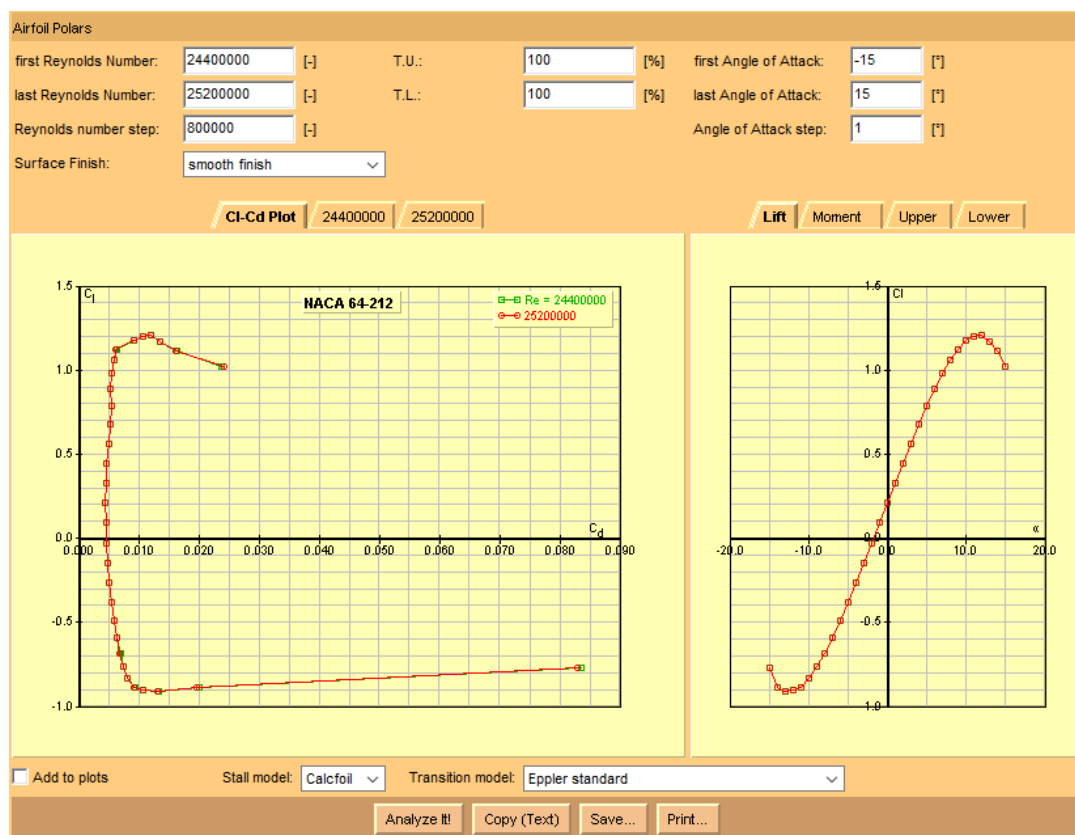 Airfoil Polars
first Reynolds Number: 24400000 [-] T.U.: 100 [%] first Angle of Attack: -15 [°]
last Reynolds Number: 25200000 [-] T.L.: 100 [%] last Angle of Attack: 15 [°]
Reynolds number step: 800000 [-] Angle of Attack step: 1 [°]
Surface Finish: smooth finish
Cl-Cd Plot 24400000 25200000 Lift Moment Upper Lower
1.5 Cl NACA 64-212 Re = 24400000 1.5 Cl
25200000
1.0 1.0
0.5 0.5
0.0 Cd 0.0 α
0.000 0.010 0.020 0.030 0.040 0.050 0.060 0.070 0.080 0.090 -20.0 -10.0 0.0 10.0 20.0
-0.5 -0.5
-1.0 -1.0
Add to plots Stall model: Calcfoil Transition model: Eppler standard
Analyze It! Copy (Text) Save... Print...